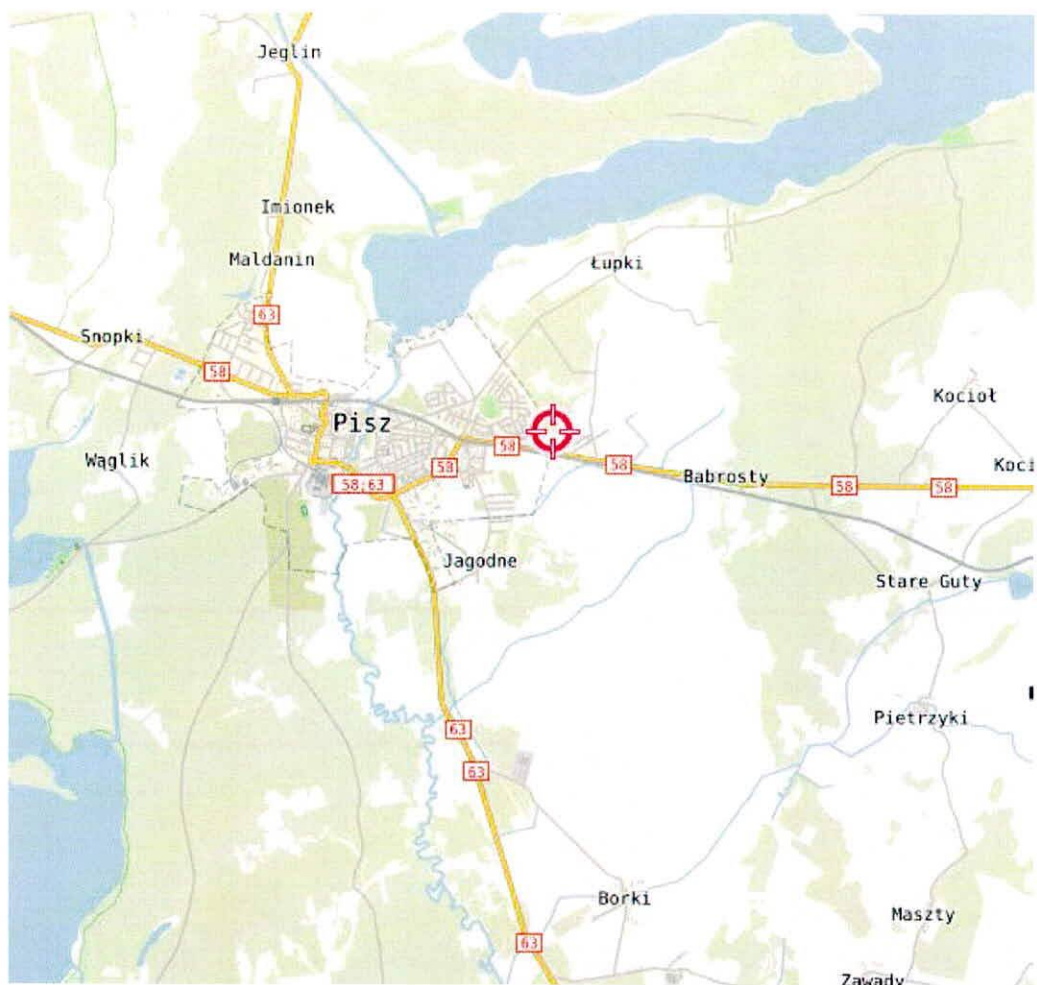 Jeglin
Imionek
Maldanin
Łupki
63
Snopki
58
Kocioł
Pisz
58
Wąglik
58
58
Koci
58;63
Babrosty
58
58
Jagodne
Stare Guty
Pietrzyki
63
63
Borki
Maszty
63
Zawady